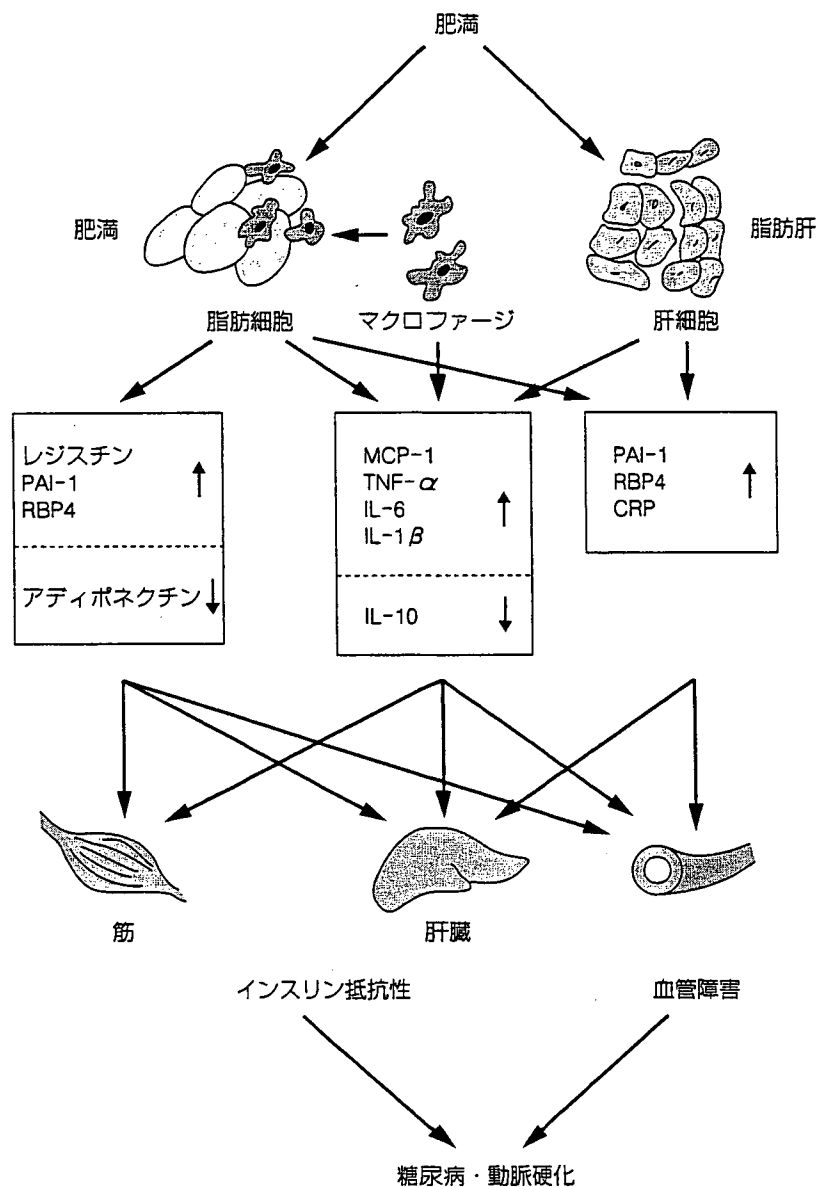 肥満
肥満
脂肪肝
脂肪細胞
マクロファージ
肝細胞
レジスチン
PAI-1
RBP4
アディポネクチン
MCP-1
TNF-α
IL-6
IL-1β
IL-10
PAI-1
RBP4
CRP
筋
肝臓
インスリン抵抗性
血管障害
糖尿病・動脈硬化